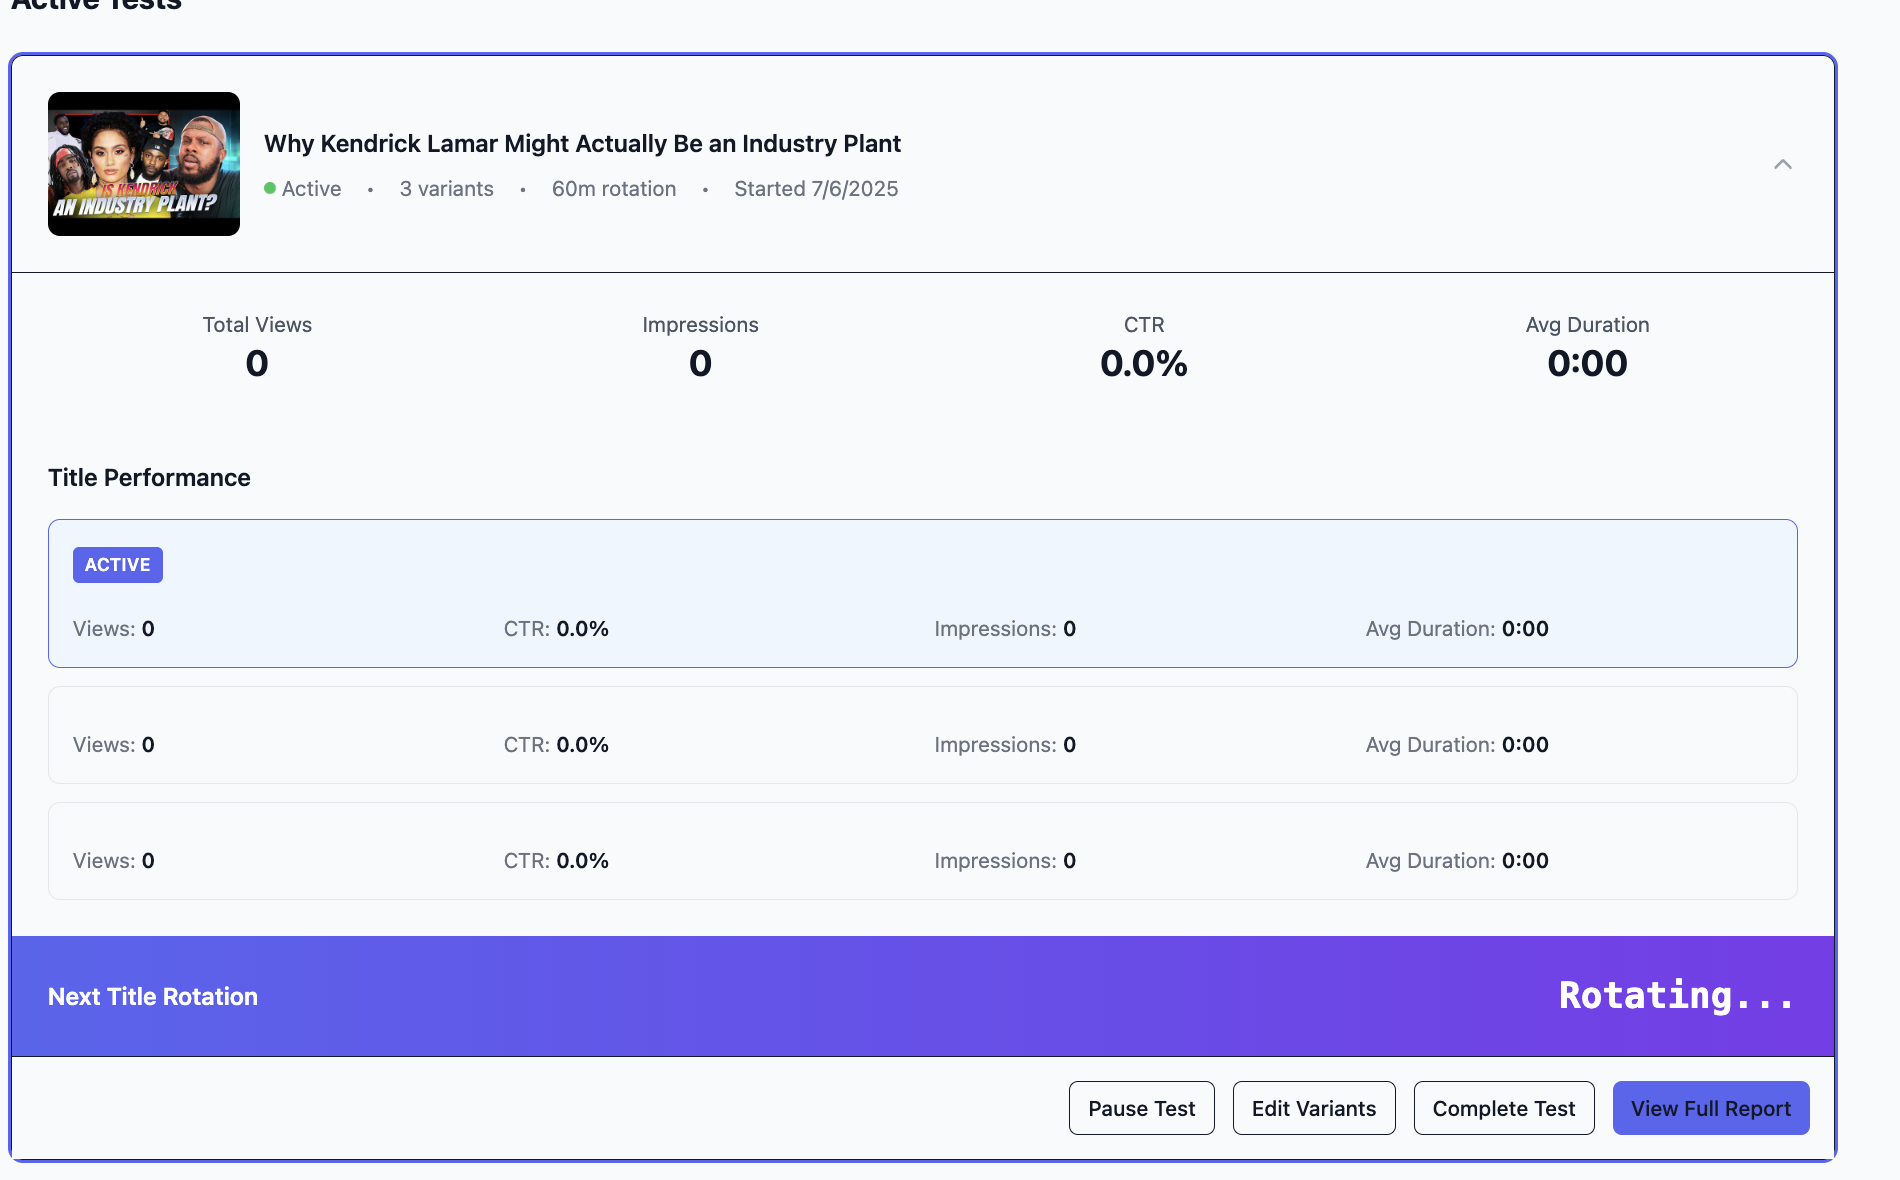 Active Tests
IS KENDRICK
AN INDUSTRY PLANT?
Why Kendrick Lamar Might Actually Be an Industry Plant
Active • 3 variants • 60m rotation • Started 7/6/2025
Total Views Impressions CTR Avg Duration
0 0 0.0% 0:00
Title Performance
ACTIVE
Views: 0 CTR: 0.0% Impressions: 0 Avg Duration: 0:00
Views: 0 CTR: 0.0% Impressions: 0 Avg Duration: 0:00
Views: 0 CTR: 0.0% Impressions: 0 Avg Duration: 0:00
Next Title Rotation Rotating...
Pause Test Edit Variants Complete Test View Full Report